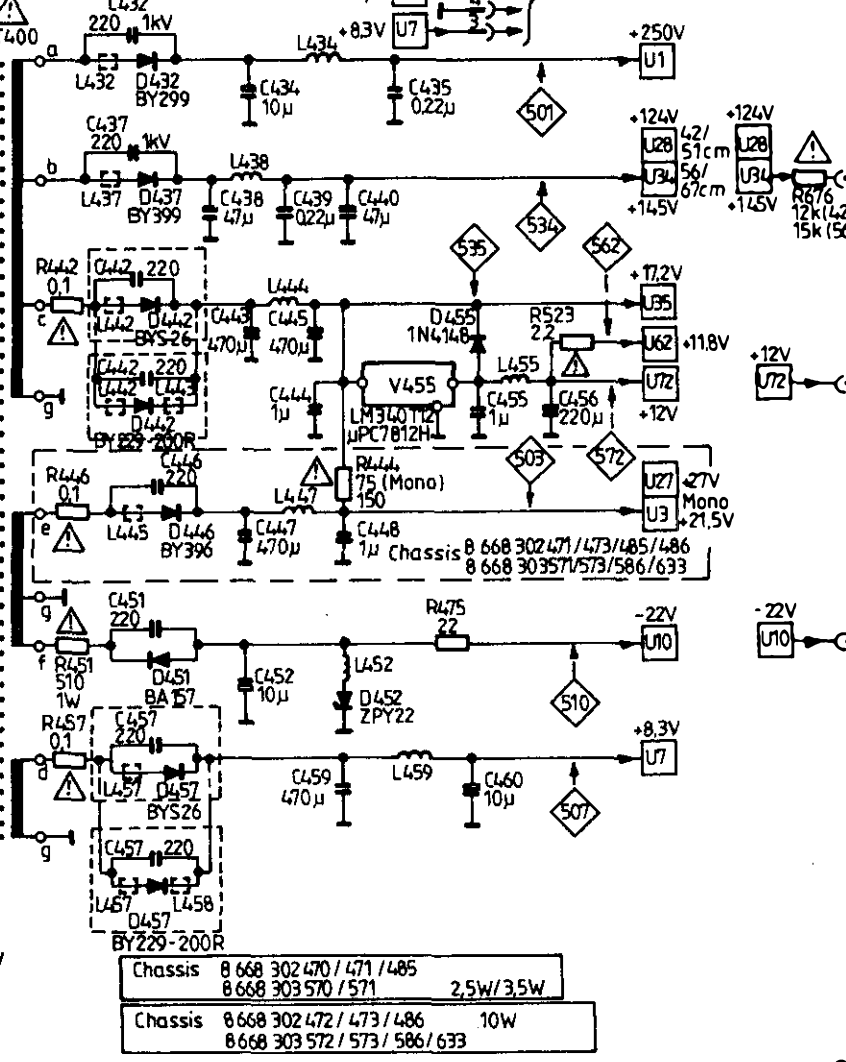 C432
220 1kV
T400
a
L432 D432
BY299
L434
C434
10µ
C435
0,22µ
+8,3V U7
3
501
+250V
U1
C437
220 1kV
b
L437 D437
BY399
L438
C438
47µ
C439
0,22µ
C440
47µ
534
+124V
U28
42/
51cm
U34
56/
67cm
+145V
+124V
U28
U34
+145V
R676
12k(42
15k(56
R442
0,1
c
C442 220
L442 D442
BYS26
C442 220
L442 C443
D442
BY229-200R
g
C443
470µ
L444
C445
470µ
C444
1µ
V455
LM340T12
µPC7812H
535
D455
1N4148
562
R523
2,2
L455
C455
1µ
C456
220µ
572
+17,2V
U35
U62 +11,8V
U72
+12V
+12V
U72
R446
0,1
e
C446
220
L445 D446
BY396
L447
C447
470µ
R444
75 (Mono)
150
C448
1µ
503
U27 +27V
Mono
U3 +21,5V
Chassis 8 668 302471/473/485/486
8 668 303571/573/586/633
g
f
R451
510
1W
C451
220
D451
BA157
C452
10µ
L452
D452
ZPY22
R475
22
510
-22V
U10
-22V
U10
R457
0,1
d
C457
220
L457 D457
BYS26
g
C457 220
L457 L458
D457
BY229-200R
C459
470µ
L459
C460
10µ
507
+8,3V
U7
Chassis 8 668 302 470 / 471 / 485
8 668 303 570 / 571 2,5W/3,5W
Chassis 8 668 302 472 / 473 / 486 10W
8 668 303 572 / 573 / 586 / 633